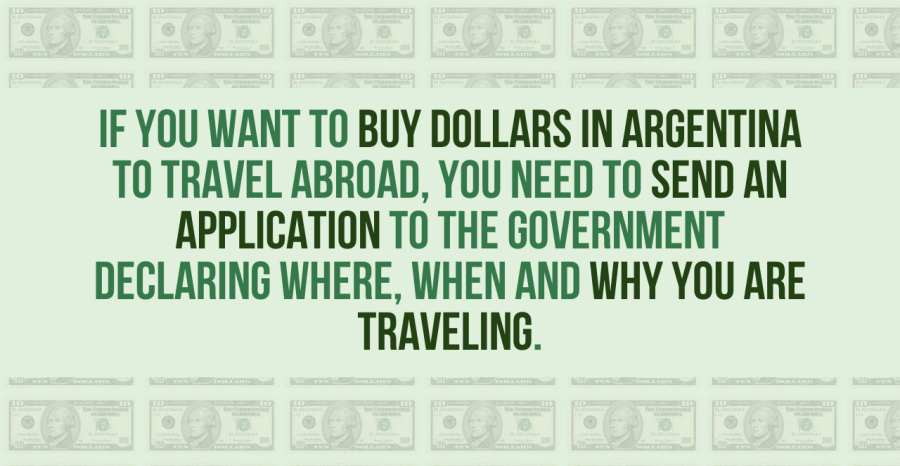 IF YOU WANT TO BUY DOLLARS IN ARGENTINA
TO TRAVEL ABROAD, YOU NEED TO SEND AN
APPLICATION TO THE GOVERNMENT
DECLARING WHERE, WHEN AND WHY YOU ARE
TRAVELING.